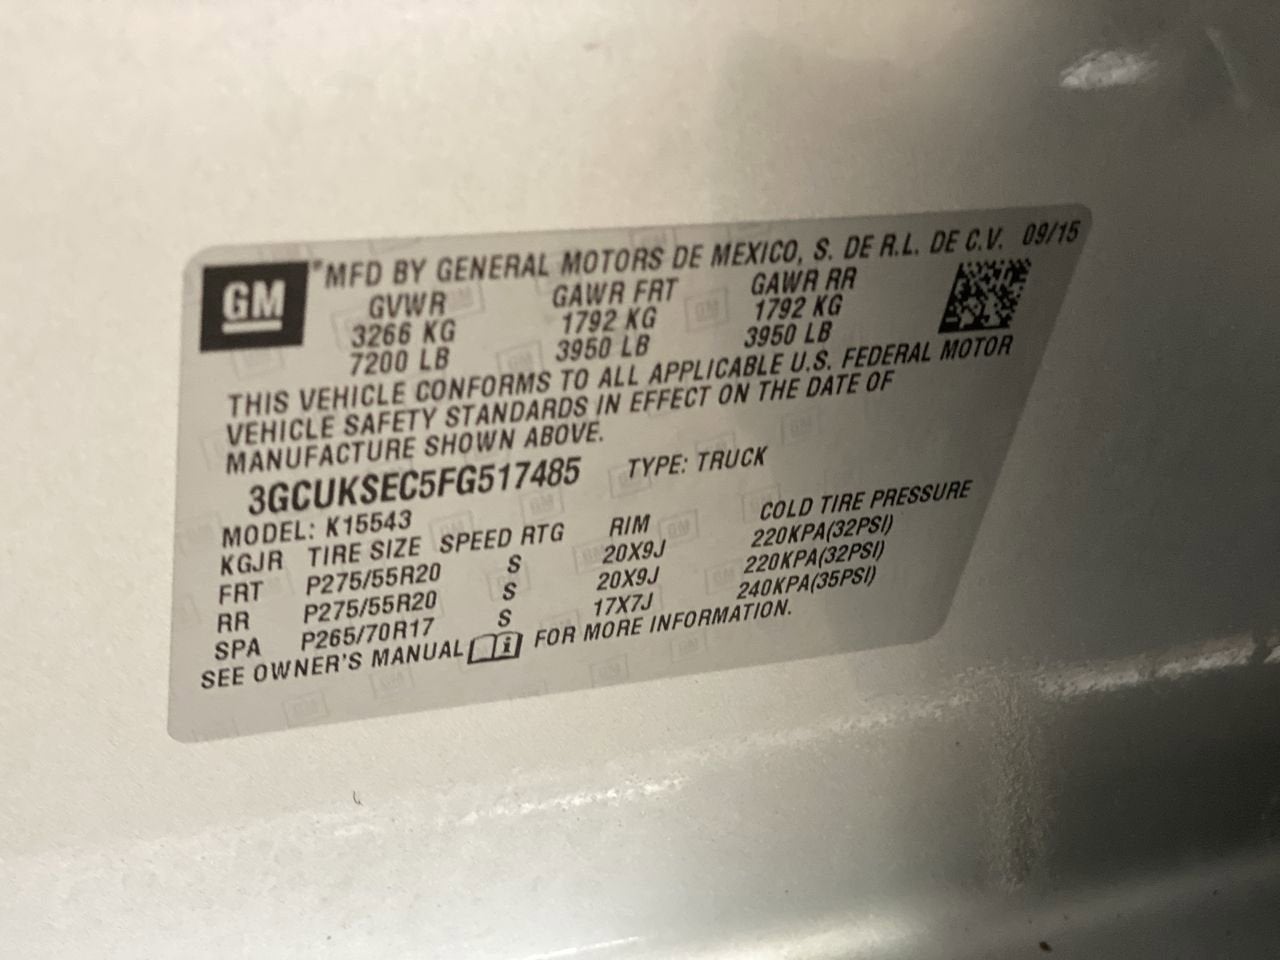 GM
*MFD BY GENERAL MOTORS DE MEXICO, S. DE R.L. DE C.V. 09/15
GVWR GAWR FRT GAWR RR
3266 KG 1792 KG 1792 KG
7200 LB 3950 LB 3950 LB
THIS VEHICLE CONFORMS TO ALL APPLICABLE U.S. FEDERAL MOTOR
VEHICLE SAFETY STANDARDS IN EFFECT ON THE DATE OF
MANUFACTURE SHOWN ABOVE.
3GCUKSEC5FG517485 TYPE: TRUCK
MODEL: K15543
KGJR TIRE SIZE SPEED RTG RIM COLD TIRE PRESSURE
FRT P275/55R20 S 20X9J 220KPA(32PSI)
RR P275/55R20 S 20X9J 220KPA(32PSI)
SPA P265/70R17 S 17X7J 240KPA(35PSI)
SEE OWNER'S MANUAL i FOR MORE INFORMATION.